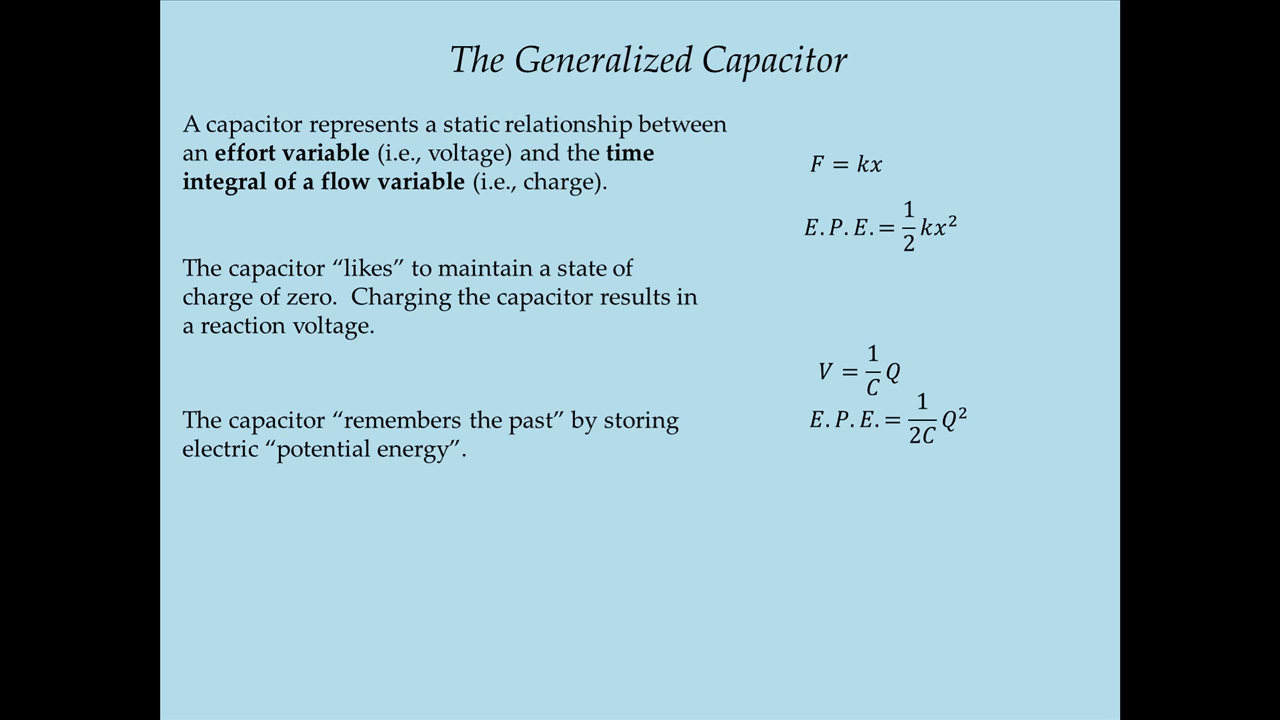 The Generalized Capacitor
A capacitor represents a static relationship between
an effort variable (i.e., voltage) and the time
integral of a flow variable (i.e., charge).
F = kx
E.P.E. = 1/2 kx²
The capacitor “likes” to maintain a state of
charge of zero.  Charging the capacitor results in
a reaction voltage.
V = 1/C Q
E.P.E. = 1/2C Q²
The capacitor “remembers the past” by storing
electric “potential energy”.